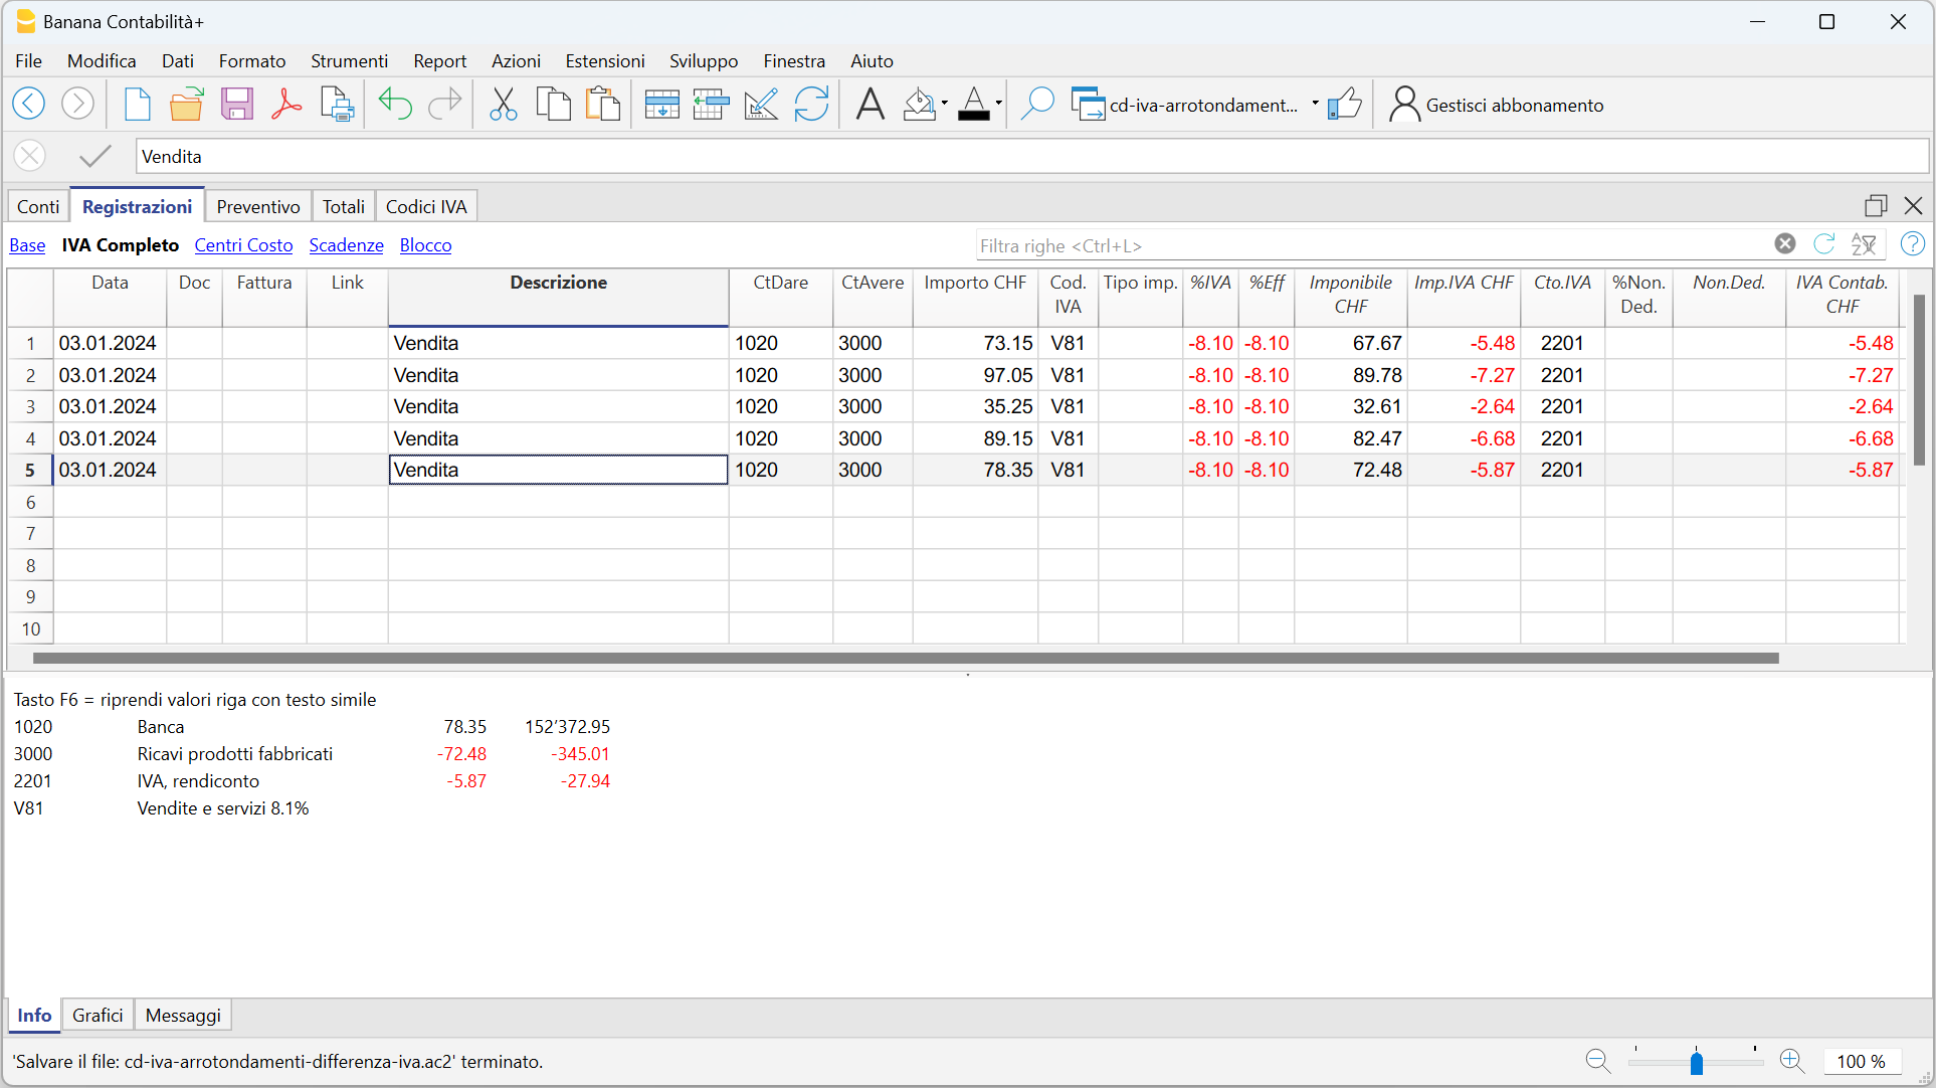 Banana Contabilità+
File Modifica Dati Formato Strumenti Report Azioni Estensioni Sviluppo Finestra Aiuto
cd-iva-arrotondament... Gestisci abbonamento
Vendita
Conti Registrazioni Preventivo Totali Codici IVA
Base IVA Completo Centri Costo Scadenze Blocco Filtra righe <Ctrl+L>
Data Doc Fattura Link Descrizione CtDare CtAvere Importo CHF Cod. IVA Tipo imp. %IVA %Eff Imponibile CHF Imp.IVA CHF Cto.IVA %Non. Ded. Non.Ded. IVA Contab. CHF
1 03.01.2024 Vendita 1020 3000 73.15 V81 -8.10 -8.10 67.67 -5.48 2201 -5.48
2 03.01.2024 Vendita 1020 3000 97.05 V81 -8.10 -8.10 89.78 -7.27 2201 -7.27
3 03.01.2024 Vendita 1020 3000 35.25 V81 -8.10 -8.10 32.61 -2.64 2201 -2.64
4 03.01.2024 Vendita 1020 3000 89.15 V81 -8.10 -8.10 82.47 -6.68 2201 -6.68
5 03.01.2024 Vendita 1020 3000 78.35 V81 -8.10 -8.10 72.48 -5.87 2201 -5.87
6
7
8
9
10
Tasto F6 = riprendi valori riga con testo simile
1020 Banca 78.35 152'372.95
3000 Ricavi prodotti fabbricati -72.48 -345.01
2201 IVA, rendiconto -5.87 -27.94
V81 Vendite e servizi 8.1%
Info Grafici Messaggi
'Salvare il file: cd-iva-arrotondamenti-differenza-iva.ac2' terminato. 100 %